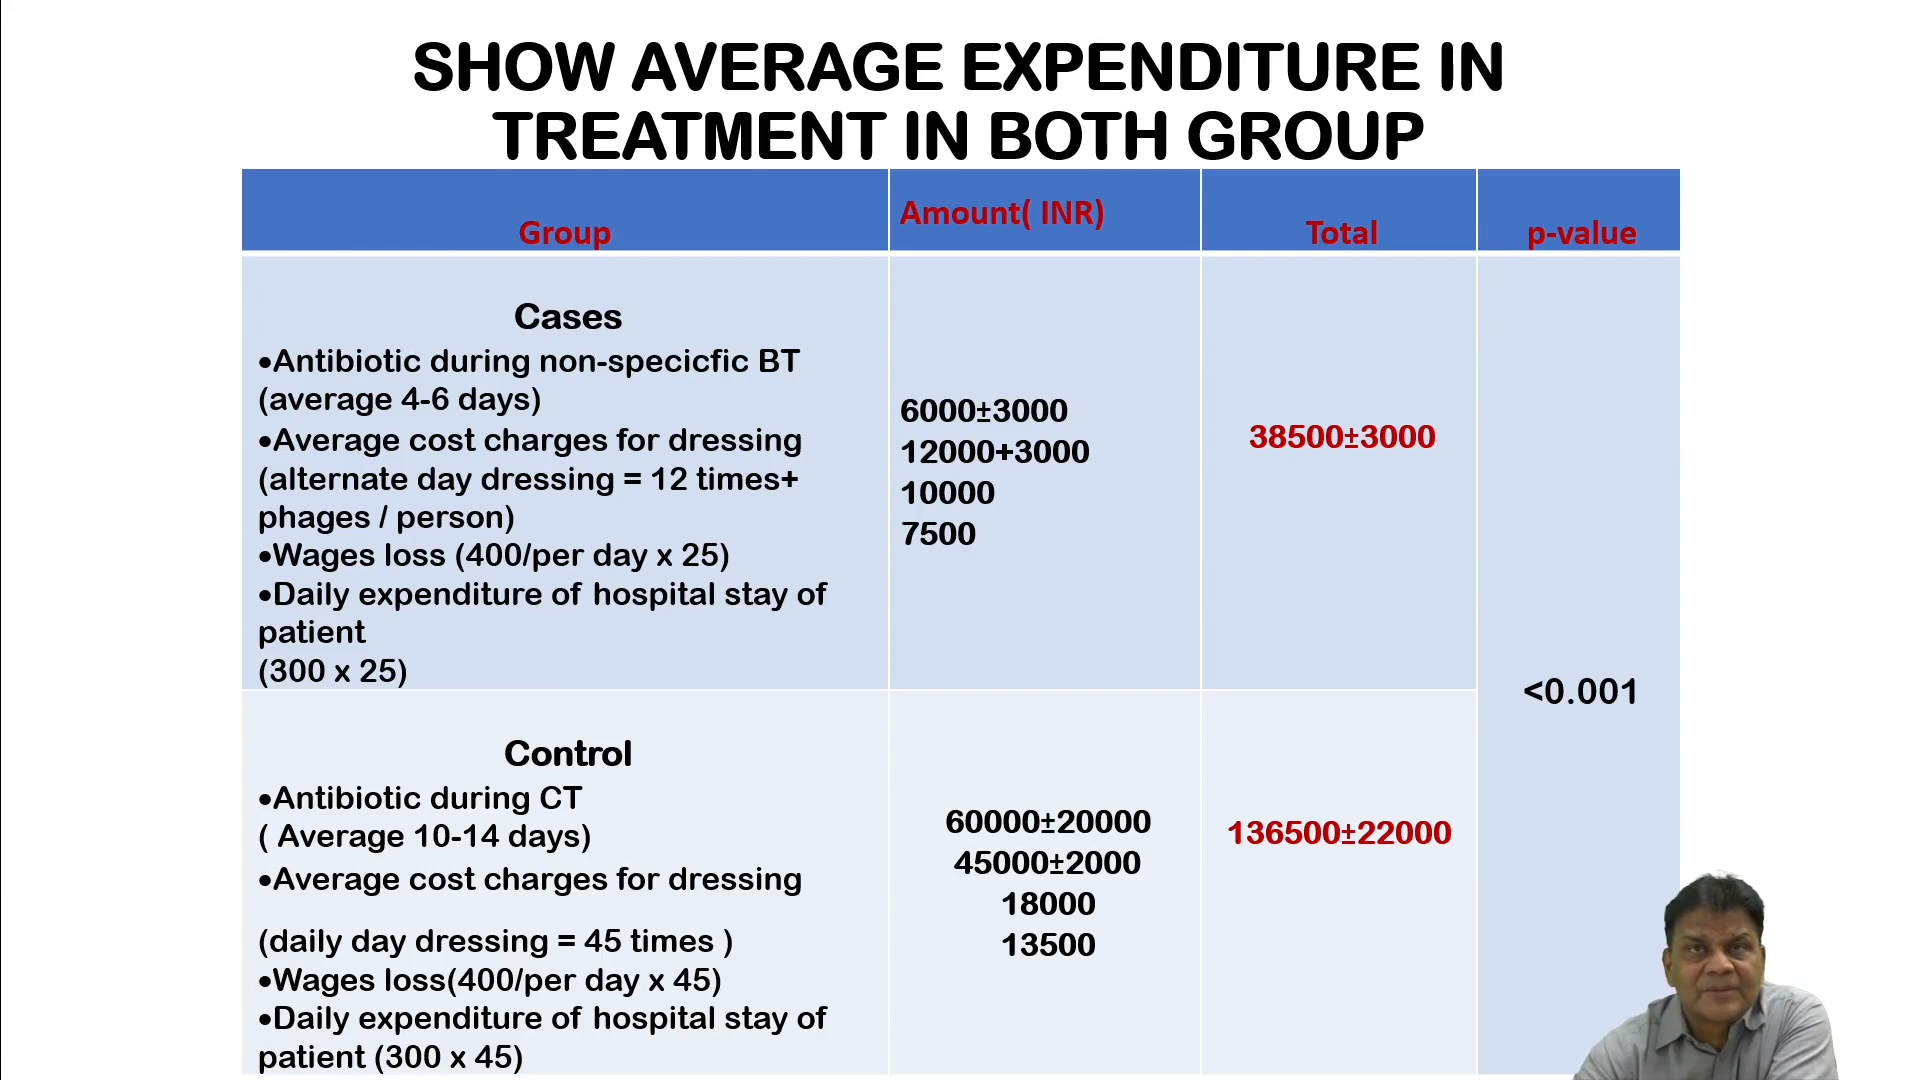 SHOW AVERAGE EXPENDITURE IN
TREATMENT IN BOTH GROUP
Group
Amount( INR)
Total
p-value
Cases
•Antibiotic during non-specicfic BT
(average 4-6 days)
•Average cost charges for dressing
(alternate day dressing = 12 times+
phages / person)
•Wages loss (400/per day x 25)
•Daily expenditure of hospital stay of
patient
(300 x 25)
6000±3000
12000+3000
10000
7500
38500±3000
<0.001
Control
•Antibiotic during CT
( Average 10-14 days)
•Average cost charges for dressing
(daily day dressing = 45 times )
•Wages loss(400/per day x 45)
•Daily expenditure of hospital stay of
patient (300 x 45)
60000±20000
45000±2000
18000
13500
136500±22000